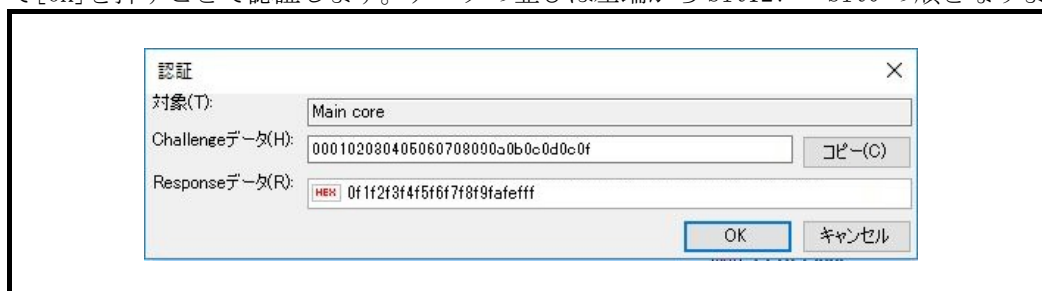 認証
対象(T):
Main core
Challengeデータ(H):
000102030405060708090a0b0c0d0e0f
コピー(C)
Responseデータ(R):
HEX 0f1f2f3f4f5f6f7f8f9fafefff
OK
キャンセル